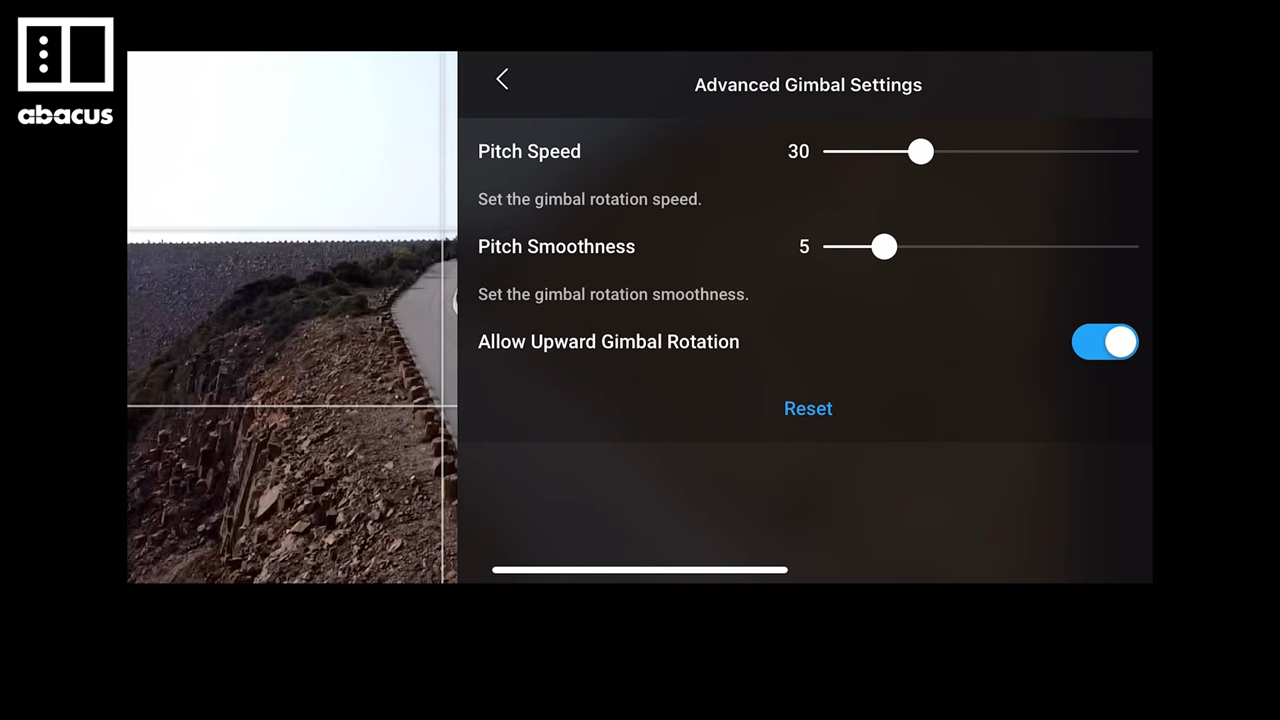 abacus
Advanced Gimbal Settings
Pitch Speed 30
Set the gimbal rotation speed.
Pitch Smoothness 5
Set the gimbal rotation smoothness.
Allow Upward Gimbal Rotation
Reset